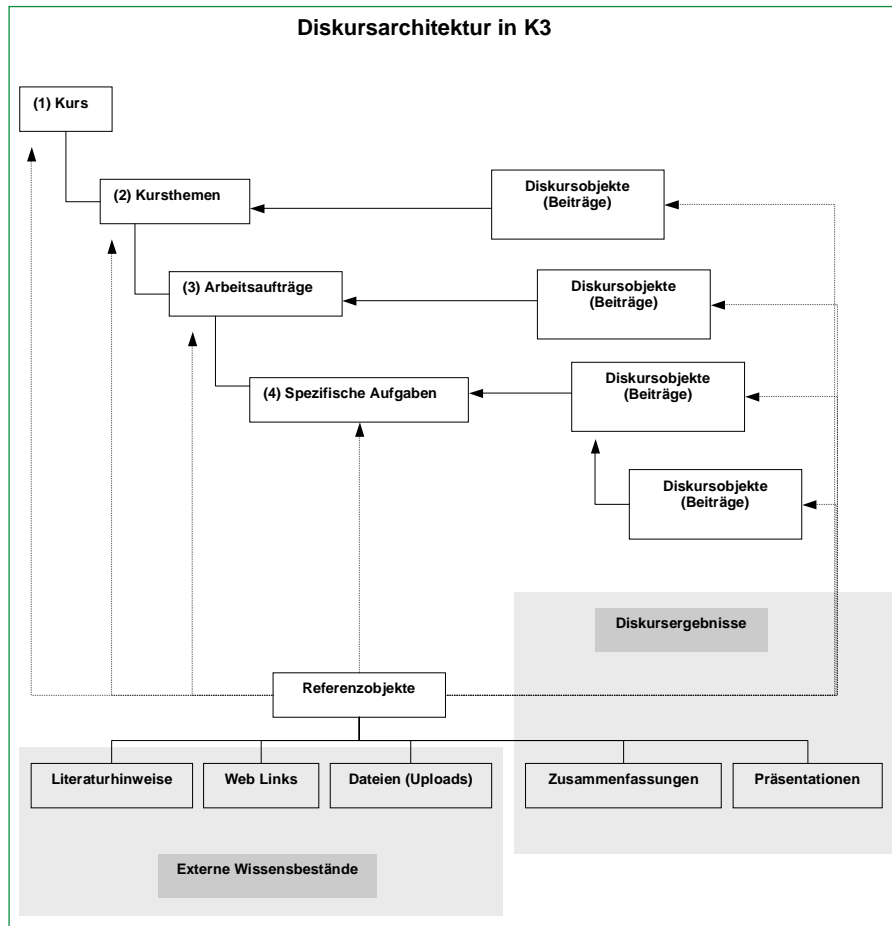 Diskursarchitektur in K3
(1) Kurs
(2) Kursthemen
Diskursobjekte
(Beiträge)
(3) Arbeitsaufträge
Diskursobjekte
(Beiträge)
(4) Spezifische Aufgaben
Diskursobjekte
(Beiträge)
Diskursobjekte
(Beiträge)
Diskursergebnisse
Referenzobjekte
Literaturhinweise
Web Links
Dateien (Uploads)
Zusammenfassungen
Präsentationen
Externe Wissensbestände